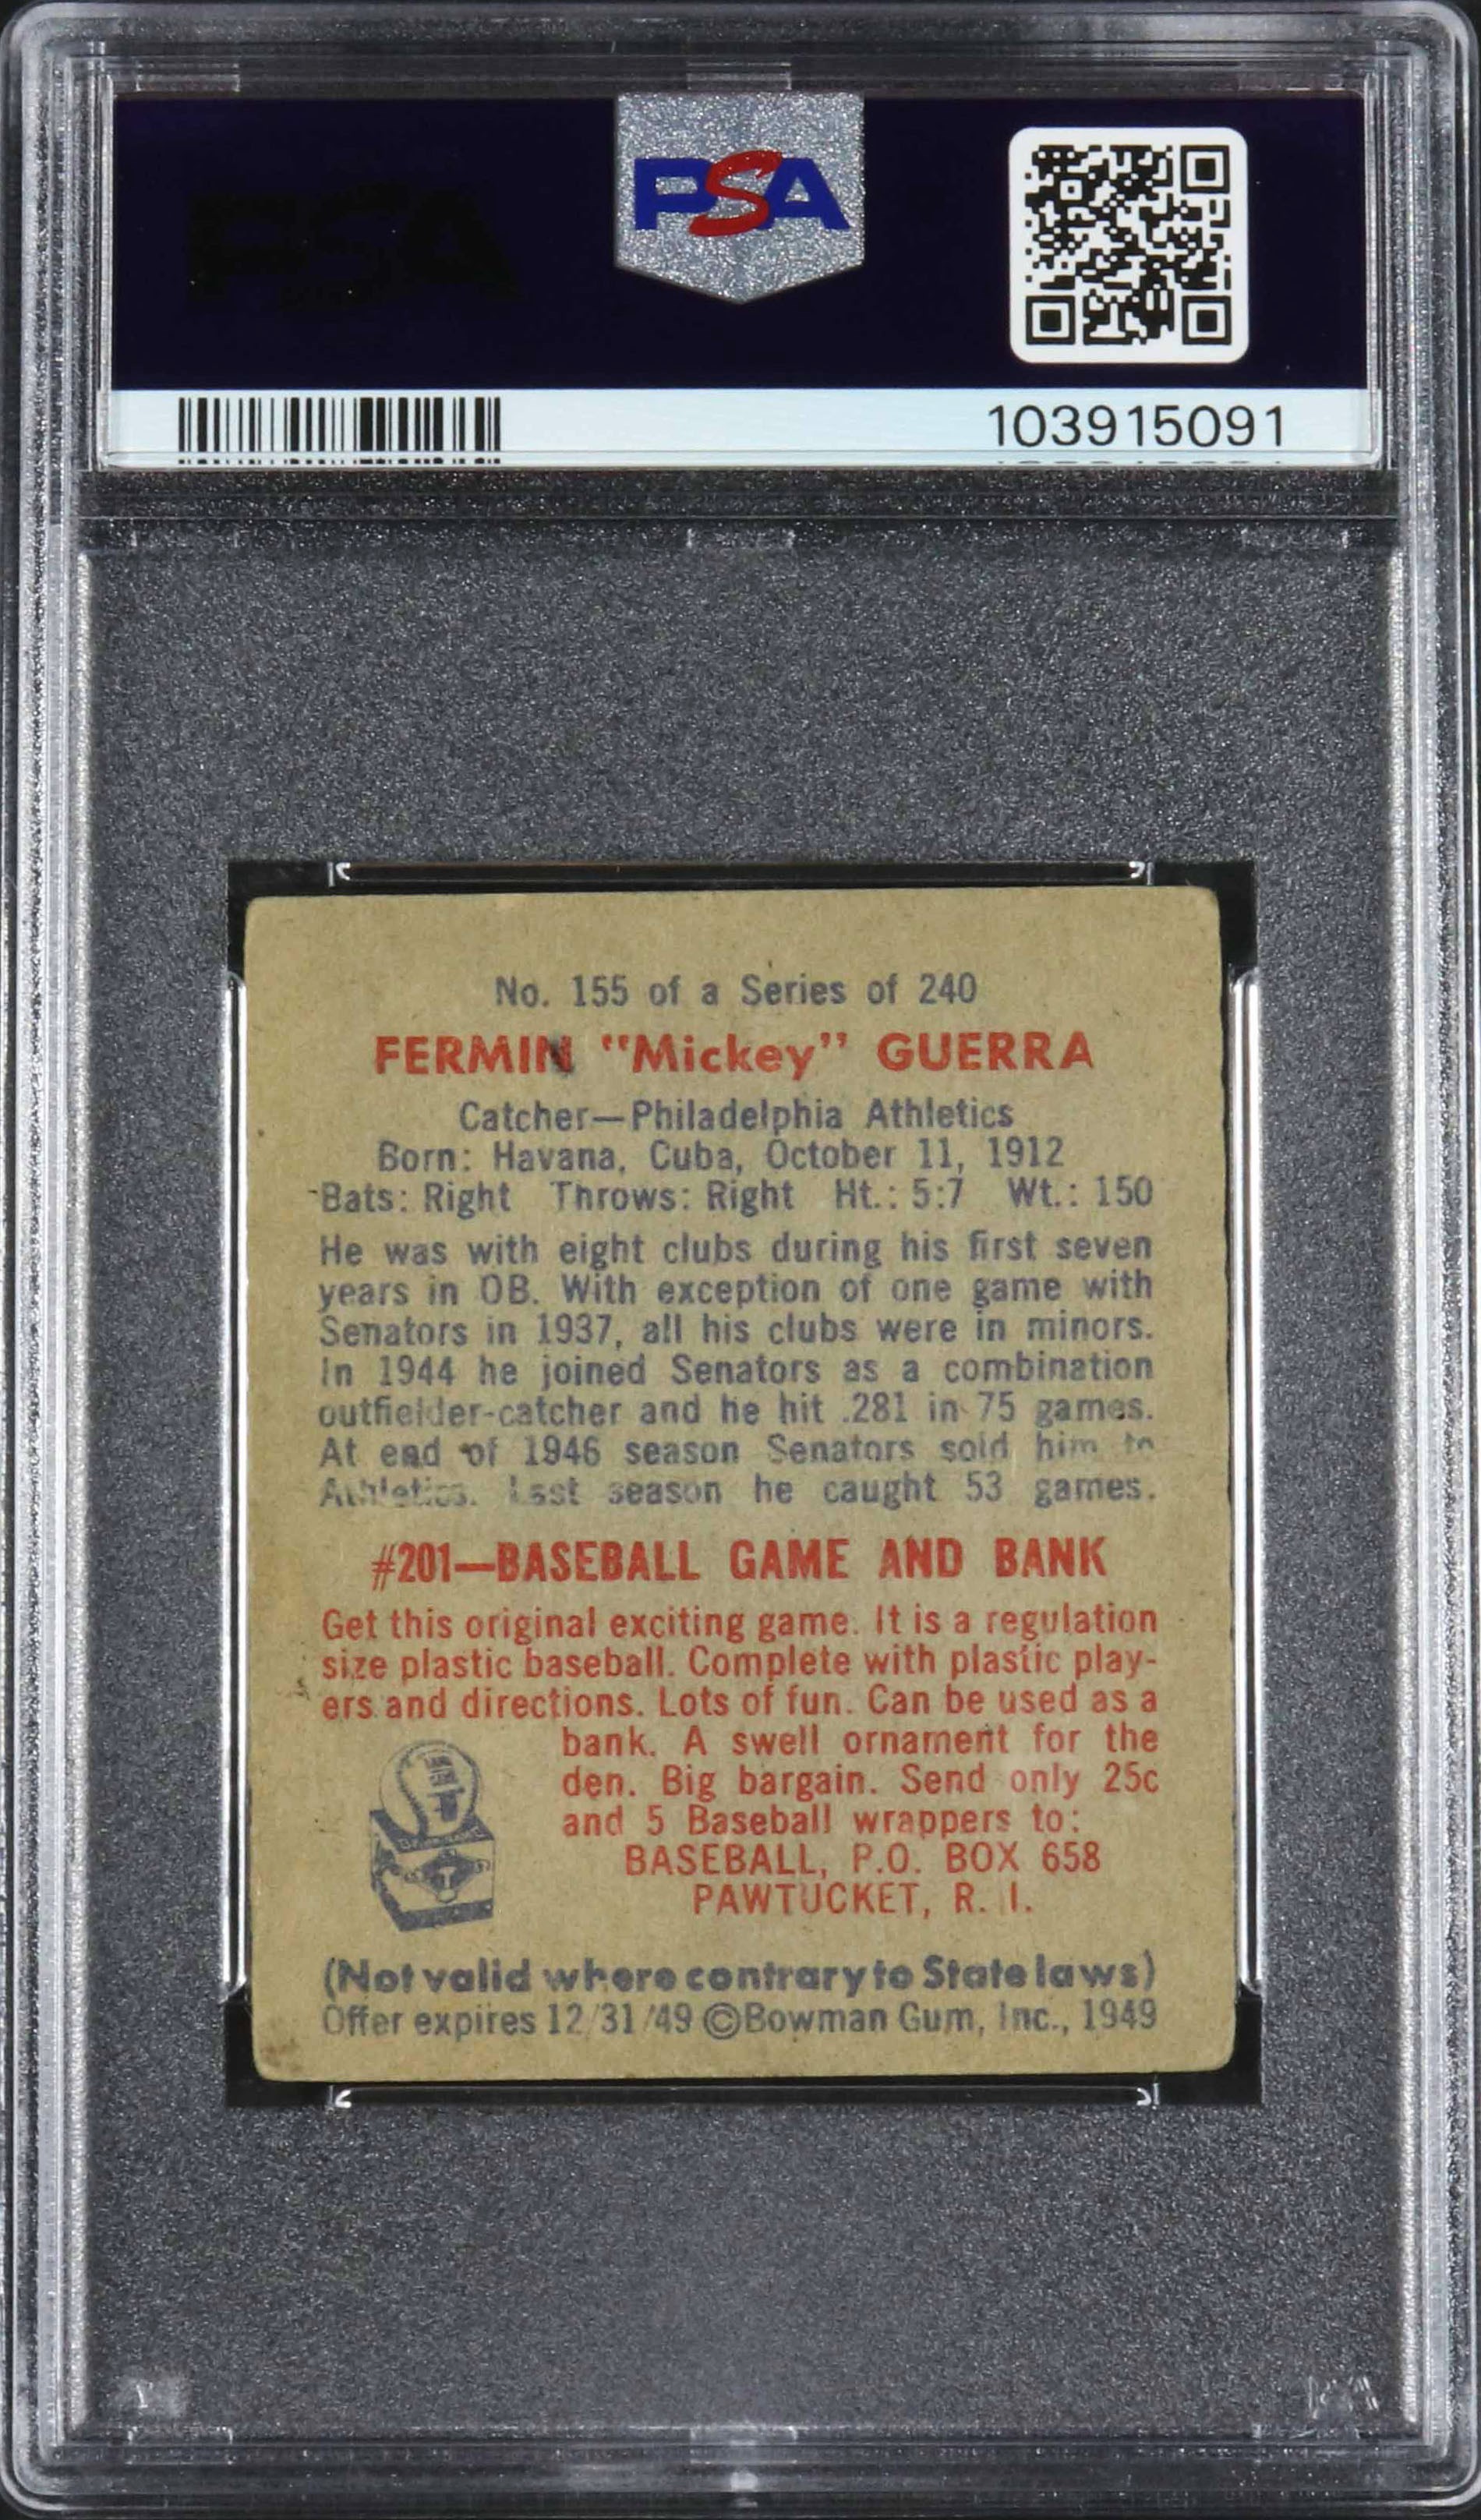 PSA
PSA
103915091
No. 155 of a Series of 240
FERMIN "Mickey" GUERRA
Catcher—Philadelphia Athletics
Born: Havana, Cuba, October 11, 1912
Bats: Right Throws: Right Ht.: 5:7 Wt.: 150
He was with eight clubs during his first seven
years in OB. With exception of one game with
Senators in 1937, all his clubs were in minors.
In 1944 he joined Senators as a combination
outfielder-catcher and he hit .281 in 75 games.
At end of 1946 season Senators sold him to
Athletics. Last season he caught 53 games.
#201—BASEBALL GAME AND BANK
Get this original exciting game. It is a regulation
size plastic baseball. Complete with plastic play-
ers and directions. Lots of fun. Can be used as a
bank. A swell ornament for the
den. Big bargain. Send only 25c
and 5 Baseball wrappers to:
BASEBALL, P.O. BOX 658
PAWTUCKET, R. I.
(Not valid where contrary to State laws)
Offer expires 12/31/49 ©Bowman Gum, Inc., 1949